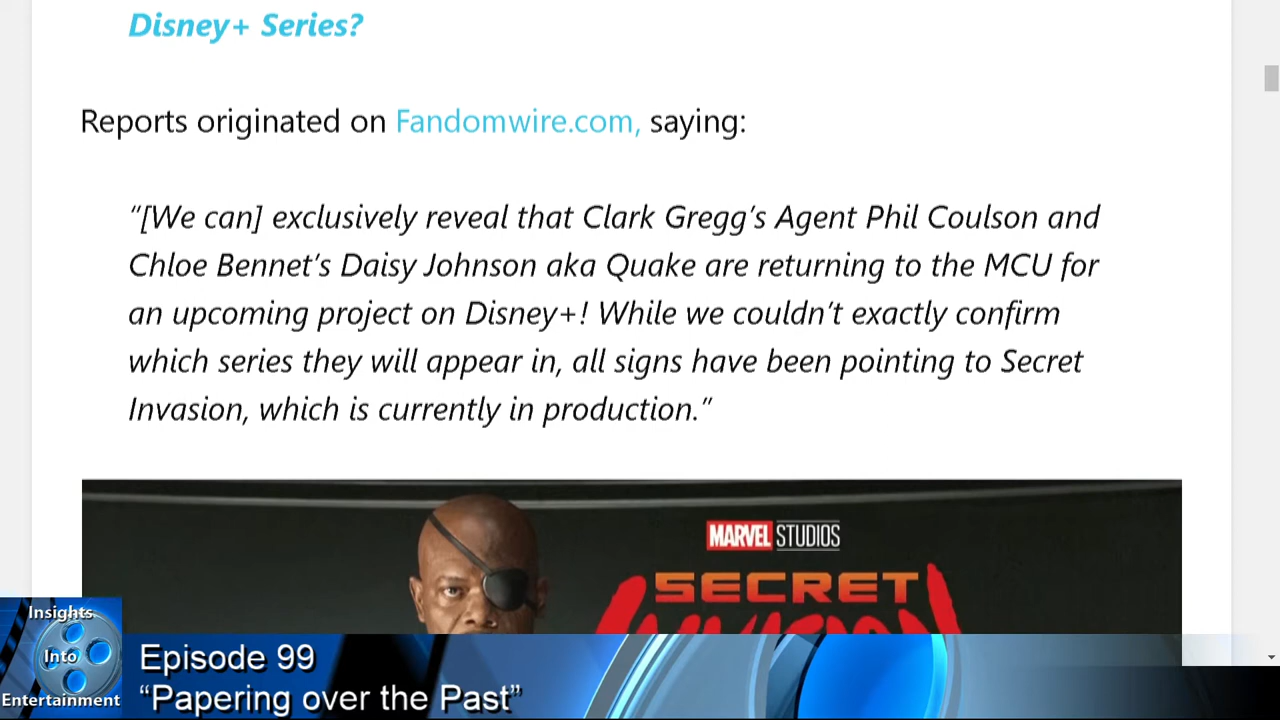 Disney+ Series?
Reports originated on Fandomwire.com, saying:
“[We can] exclusively reveal that Clark Gregg’s Agent Phil Coulson and
Chloe Bennet’s Daisy Johnson aka Quake are returning to the MCU for
an upcoming project on Disney+! While we couldn’t exactly confirm
which series they will appear in, all signs have been pointing to Secret
Invasion, which is currently in production.”
MARVEL STUDIOS
SECRET
INVASION
Insights
Into
Entertainment
Episode 99
“Papering over the Past”